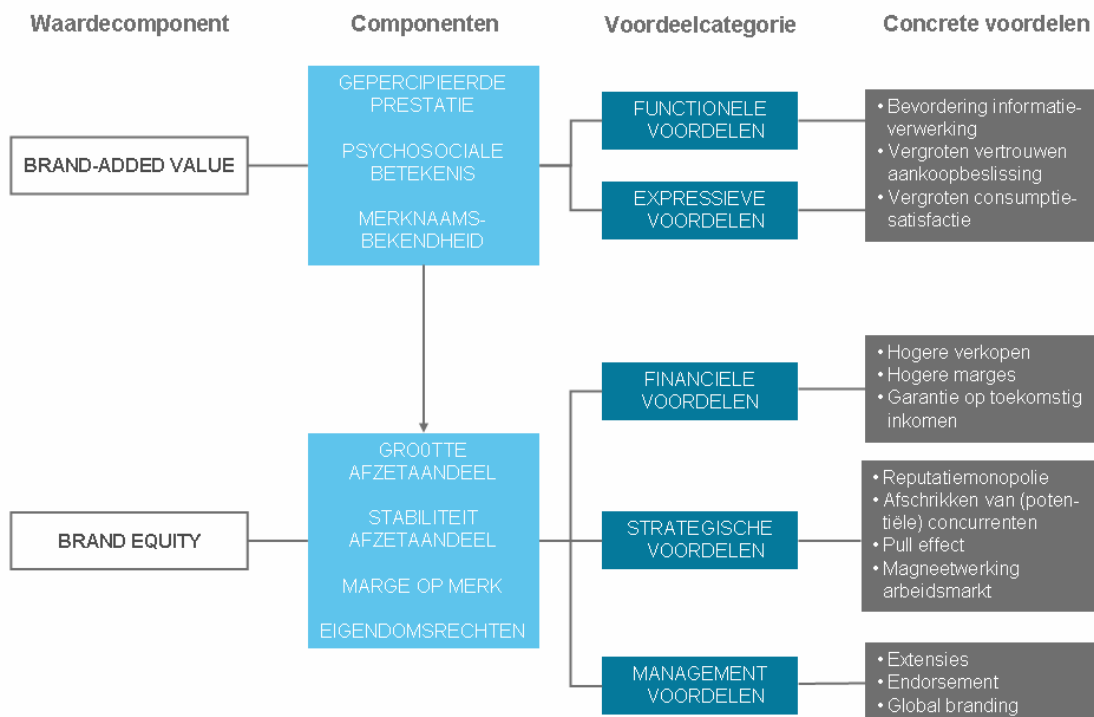 Waardecomponent
Componenten
Voordeelcategorie
Concrete voordelen
BRAND-ADDED VALUE
GEPERCIPIEERDE
PRESTATIE
PSYCHOSOCIALE
BETEKENIS
MERKNAAMS-
BEKENDHEID
FUNCTIONELE
VOORDELEN
EXPRESSIEVE
VOORDELEN
• Bevordering informatie-
verwerking
• Vergroten vertrouwen
aankoopbeslissing
• Vergroten consumptie-
satisfactie
BRAND EQUITY
GRO0TTE
AFZETAANDEEL
STABILITEIT
AFZETAANDEEL
MARGE OP MERK
EIGENDOMSRECHTEN
FINANCIELE
VOORDELEN
• Hogere verkopen
• Hogere marges
• Garantie op toekomstig
inkomen
STRATEGISCHE
VOORDELEN
• Reputatiemonopolie
• Afschrikken van (poten-
tiële) concurrenten
• Pull effect
• Magneetwerking
arbeidsmarkt
MANAGEMENT
VOORDELEN
• Extensies
• Endorsement
• Global branding